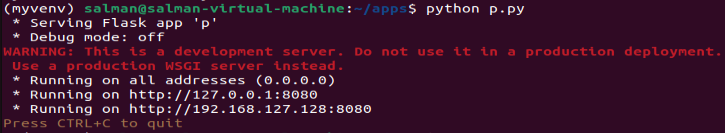 (myvenv) salman@salman-virtual-machine:~/apps$ python p.py
 * Serving Flask app 'p'
 * Debug mode: off
WARNING: This is a development server. Do not use it in a production deployment.
 Use a production WSGI server instead.
 * Running on all addresses (0.0.0.0)
 * Running on http://127.0.0.1:8080
 * Running on http://192.168.127.128:8080
Press CTRL+C to quit